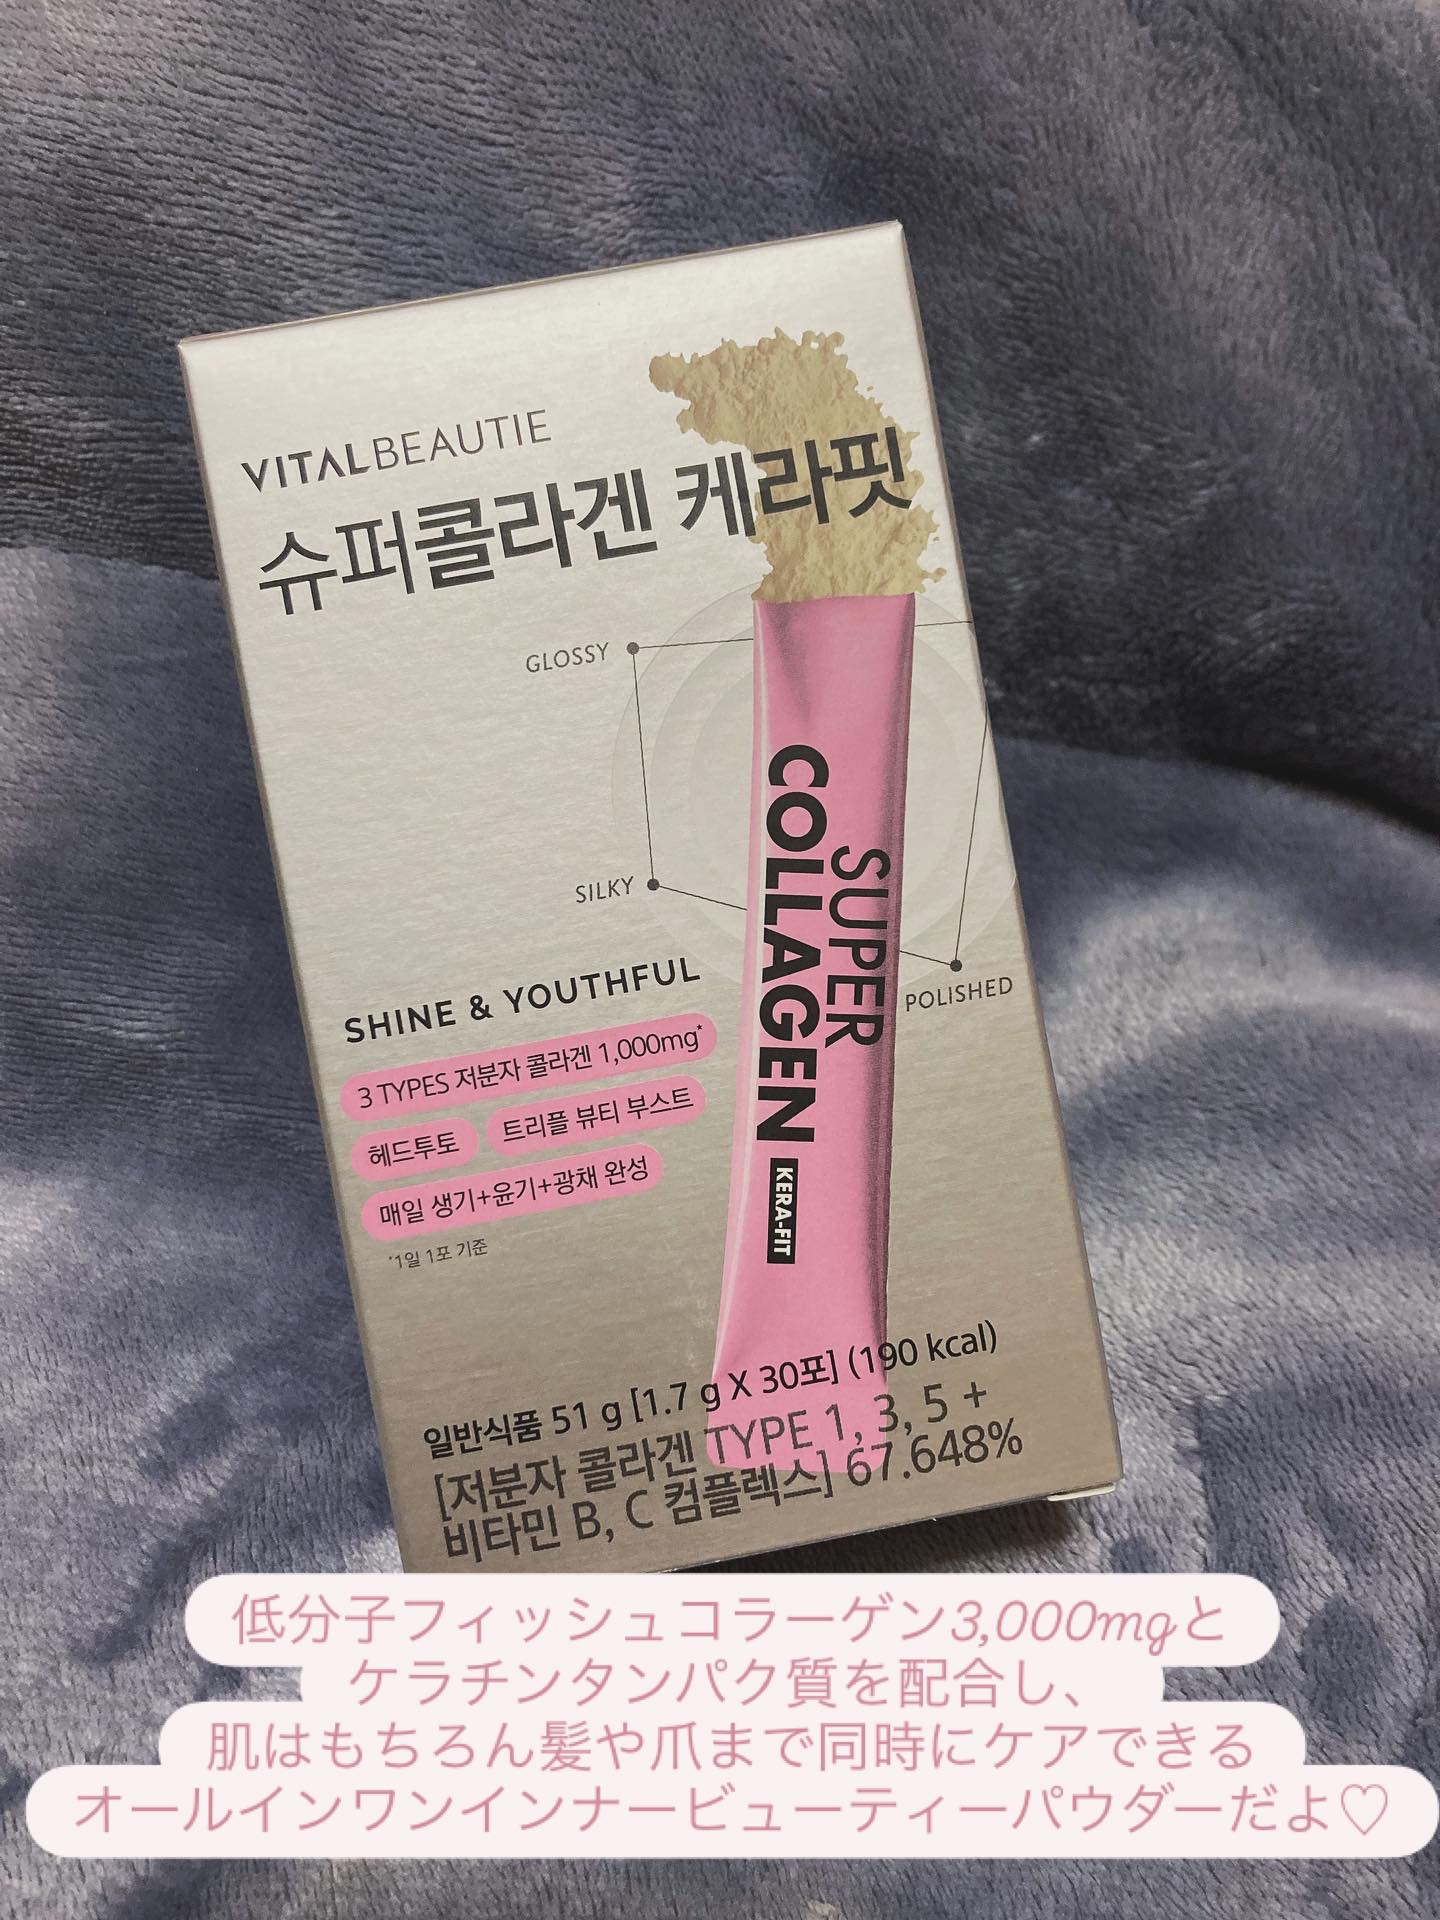 VITALBEAUTIE
슈퍼콜라겐 케라핏
GLOSSY
SILKY
POLISHED
SUPER
COLLAGEN
KERA-FIT
SHINE & YOUTHFUL
3 TYPES 저분자 콜라겐 1,000mg*
헤드투토 트리플 뷰티 부스트
매일 생기+윤기+광채 완성
*1일 1포 기준
일반식품 51 g [1.7 g X 30포] (190 kcal)
[저분자 콜라겐 TYPE 1, 3, 5 +
비타민 B, C 컴플렉스] 67.648%
低分子フィッシュコラーゲン3,000mgと
ケラチンタンパク質を配合し、
肌はもちろん髪や爪まで同時にケアできる
オールインワンインナービューティーパウダーだよ♡